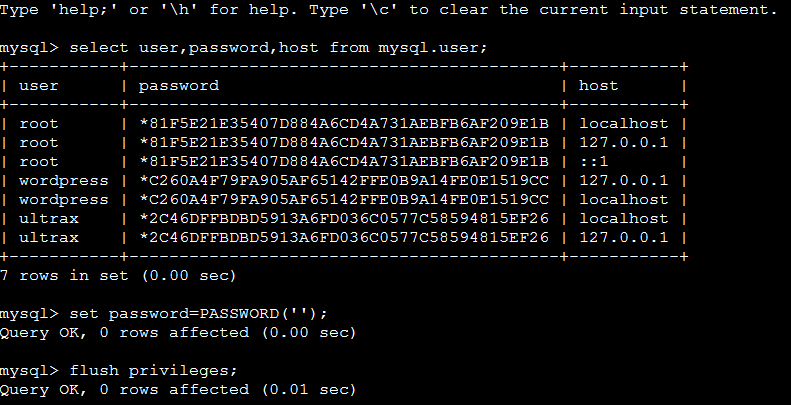 Type 'help;' or '\h' for help. Type '\c' to clear the current input statement.
mysql> select user,password,host from mysql.user;
+-----------+-------------------------------------------+-----------+
| user      | password                                  | host      |
+-----------+-------------------------------------------+-----------+
| root      | *81F5E21E35407D884A6CD4A731AEBFB6AF209E1B | localhost |
| root      | *81F5E21E35407D884A6CD4A731AEBFB6AF209E1B | 127.0.0.1 |
| root      | *81F5E21E35407D884A6CD4A731AEBFB6AF209E1B | ::1       |
| wordpress | *C260A4F79FA905AF65142FFE0B9A14FE0E1519CC | 127.0.0.1 |
| wordpress | *C260A4F79FA905AF65142FFE0B9A14FE0E1519CC | localhost |
| ultrax    | *2C46DFFBDBD5913A6FD036C0577C58594815EF26 | localhost |
| ultrax    | *2C46DFFBDBD5913A6FD036C0577C58594815EF26 | 127.0.0.1 |
+-----------+-------------------------------------------+-----------+
7 rows in set (0.00 sec)
mysql> set password=PASSWORD('');
Query OK, 0 rows affected (0.00 sec)
mysql> flush privileges;
Query OK, 0 rows affected (0.01 sec)